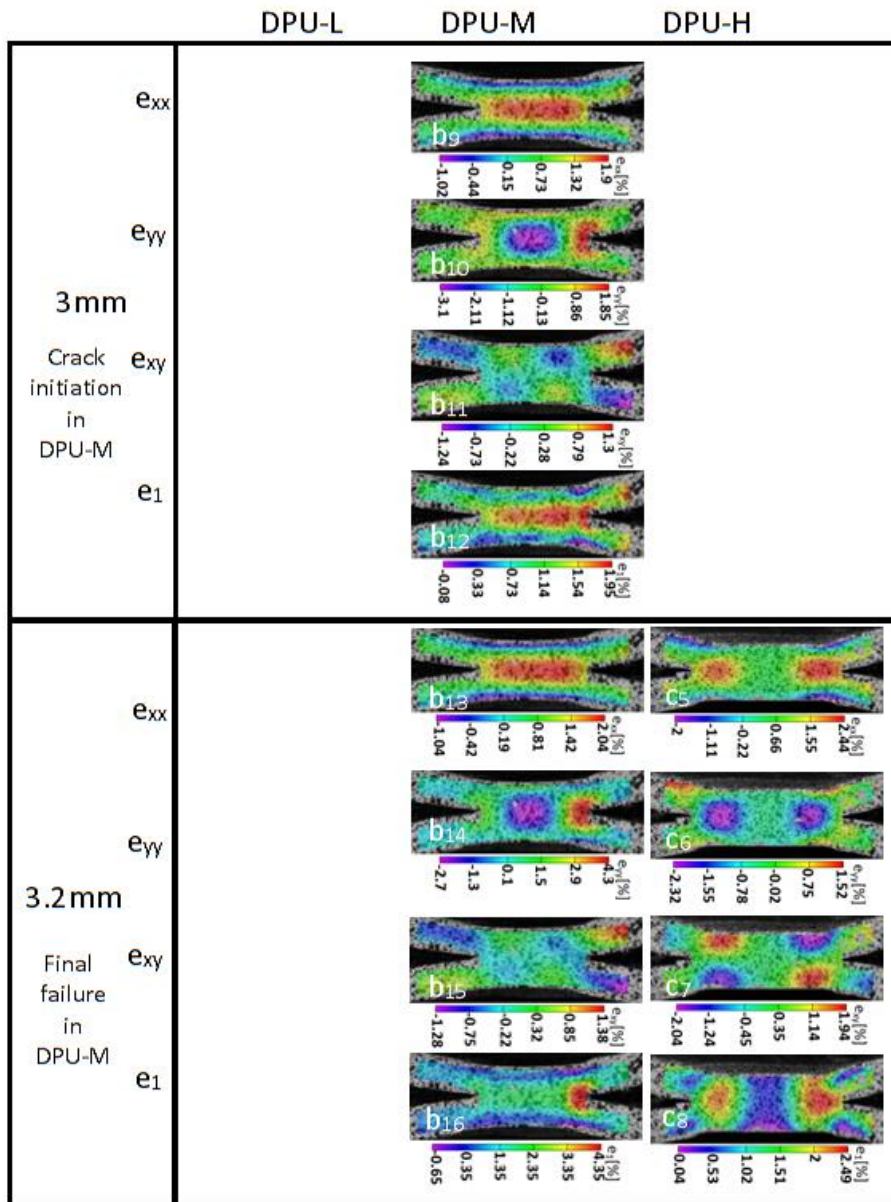 DPU-L DPU-M DPU-H
exx
b9
exx[%]
-1.02 -0.44 0.15 0.73 1.32 1.9
eyy
b10
eyy[%]
-3.1 -2.11 -1.12 -0.13 0.86 1.85
3mm
Crack
initiation
in
DPU-M
exy
b11
exy[%]
-1.24 -0.73 -0.22 0.28 0.79 1.3
e1
b12
e1[%]
-0.08 0.33 0.73 1.14 1.54 1.95
exx
b13 c5
exx[%] exx[%]
-1.04 -0.42 0.19 0.81 1.42 2.04 -2 -1.11 -0.22 0.66 1.55 2.44
eyy
b14 c6
eyy[%] eyy[%]
-2.7 -1.3 0.1 1.5 2.9 4.3 -2.32 -1.55 -0.78 -0.02 0.75 1.52
3.2mm
Final
failure
in
DPU-M
exy
b15 c7
exy[%] exy[%]
-1.28 -0.75 -0.22 0.32 0.85 1.38 -2.04 -1.24 -0.45 0.35 1.14 1.94
e1
b16 c8
e1[%] e1[%]
-0.65 0.35 1.35 2.35 3.35 4.35 0.04 0.53 1.02 1.51 2 2.49